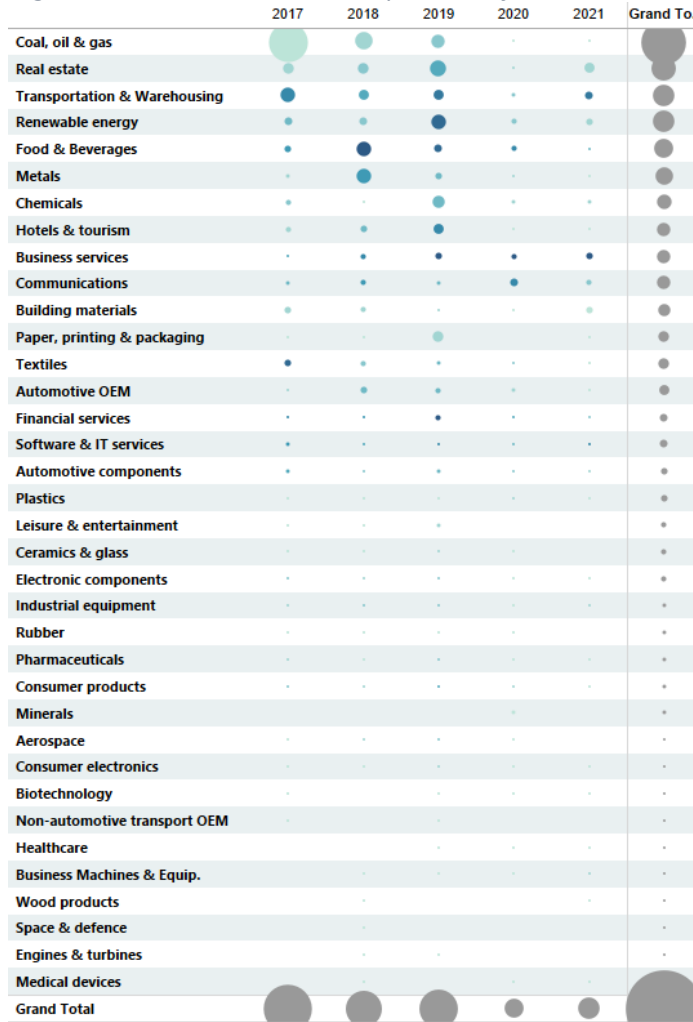 2017 2018 2019 2020 2021 Grand To
Coal, oil & gas
Real estate
Transportation & Warehousing
Renewable energy
Food & Beverages
Metals
Chemicals
Hotels & tourism
Business services
Communications
Building materials
Paper, printing & packaging
Textiles
Automotive OEM
Financial services
Software & IT services
Automotive components
Plastics
Leisure & entertainment
Ceramics & glass
Electronic components
Industrial equipment
Rubber
Pharmaceuticals
Consumer products
Minerals
Aerospace
Consumer electronics
Biotechnology
Non-automotive transport OEM
Healthcare
Business Machines & Equip.
Wood products
Space & defence
Engines & turbines
Medical devices
Grand Total